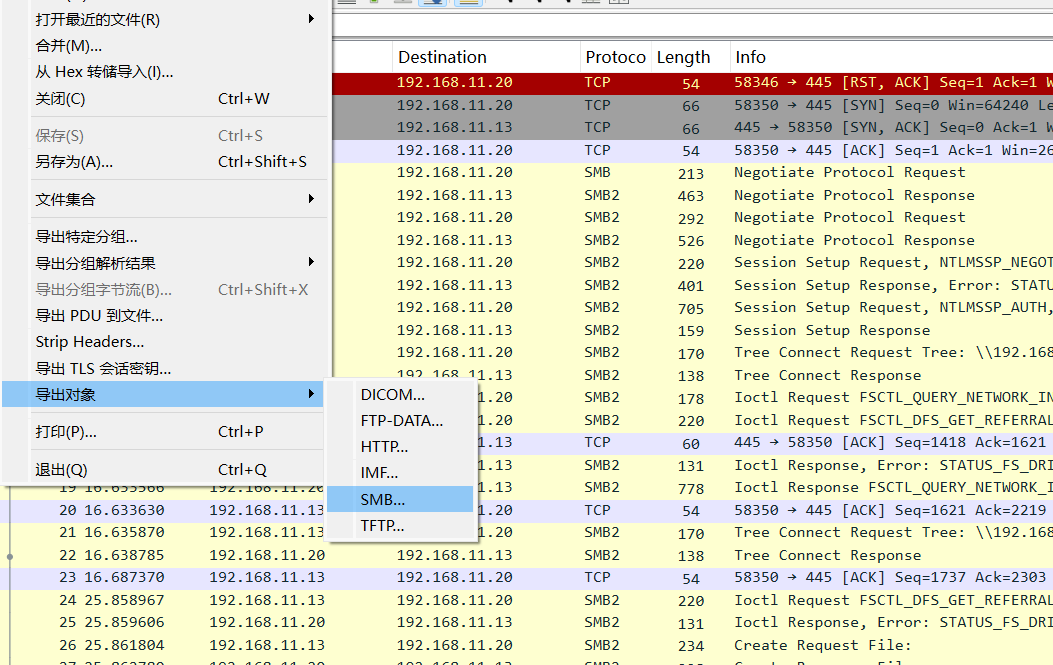 打开最近的文件(R)
合并(M)...
从 Hex 转储导入(I)...
关闭(C) Ctrl+W
保存(S) Ctrl+S
另存为(A)... Ctrl+Shift+S
文件集合
导出特定分组...
导出分组解析结果
导出分组字节流(B)... Ctrl+Shift+X
导出 PDU 到文件...
Strip Headers...
导出 TLS 会话密钥...
导出对象
打印(P)... Ctrl+P
退出(Q) Ctrl+Q
DICOM...
FTP-DATA...
HTTP...
IMF...
SMB...
TFTP...
Destination Protoco Length Info
192.168.11.20 TCP 54 58346 → 445 [RST, ACK] Seq=1 Ack=1 W
192.168.11.20 TCP 66 58350 → 445 [SYN] Seq=0 Win=64240 Le
192.168.11.13 TCP 66 445 → 58350 [SYN, ACK] Seq=0 Ack=1 W
192.168.11.20 TCP 54 58350 → 445 [ACK] Seq=1 Ack=1 Win=26
192.168.11.20 SMB 213 Negotiate Protocol Request
192.168.11.13 SMB2 463 Negotiate Protocol Response
192.168.11.20 SMB2 292 Negotiate Protocol Request
192.168.11.13 SMB2 526 Negotiate Protocol Response
192.168.11.20 SMB2 220 Session Setup Request, NTLMSSP_NEGOT
192.168.11.13 SMB2 401 Session Setup Response, Error: STATU
192.168.11.20 SMB2 705 Session Setup Request, NTLMSSP_AUTH,
192.168.11.13 SMB2 159 Session Setup Response
192.168.11.20 SMB2 170 Tree Connect Request Tree: \\192.168
192.168.11.13 SMB2 138 Tree Connect Response
1.20 SMB2 178 Ioctl Request FSCTL_QUERY_NETWORK_IN
1.20 SMB2 220 Ioctl Request FSCTL_DFS_GET_REFERRAL
1.13 TCP 60 445 → 58350 [ACK] Seq=1418 Ack=1621
1.13 SMB2 131 Ioctl Response, Error: STATUS_FS_DRI
19 16.633566 192.168.11.20 1.13 SMB2 778 Ioctl Response FSCTL_QUERY_NETWORK_I
20 16.633630 192.168.11.13 1.20 TCP 54 58350 → 445 [ACK] Seq=1621 Ack=2219
21 16.635870 192.168.11.13 1.20 SMB2 170 Tree Connect Request Tree: \\192.168
22 16.638785 192.168.11.20 192.168.11.13 SMB2 138 Tree Connect Response
23 16.687370 192.168.11.13 192.168.11.20 TCP 54 58350 → 445 [ACK] Seq=1737 Ack=2303
24 25.858967 192.168.11.13 192.168.11.20 SMB2 220 Ioctl Request FSCTL_DFS_GET_REFERRAL
25 25.859606 192.168.11.20 192.168.11.13 SMB2 131 Ioctl Response, Error: STATUS_FS_DRI
26 25.861804 192.168.11.13 192.168.11.20 SMB2 234 Create Request File: